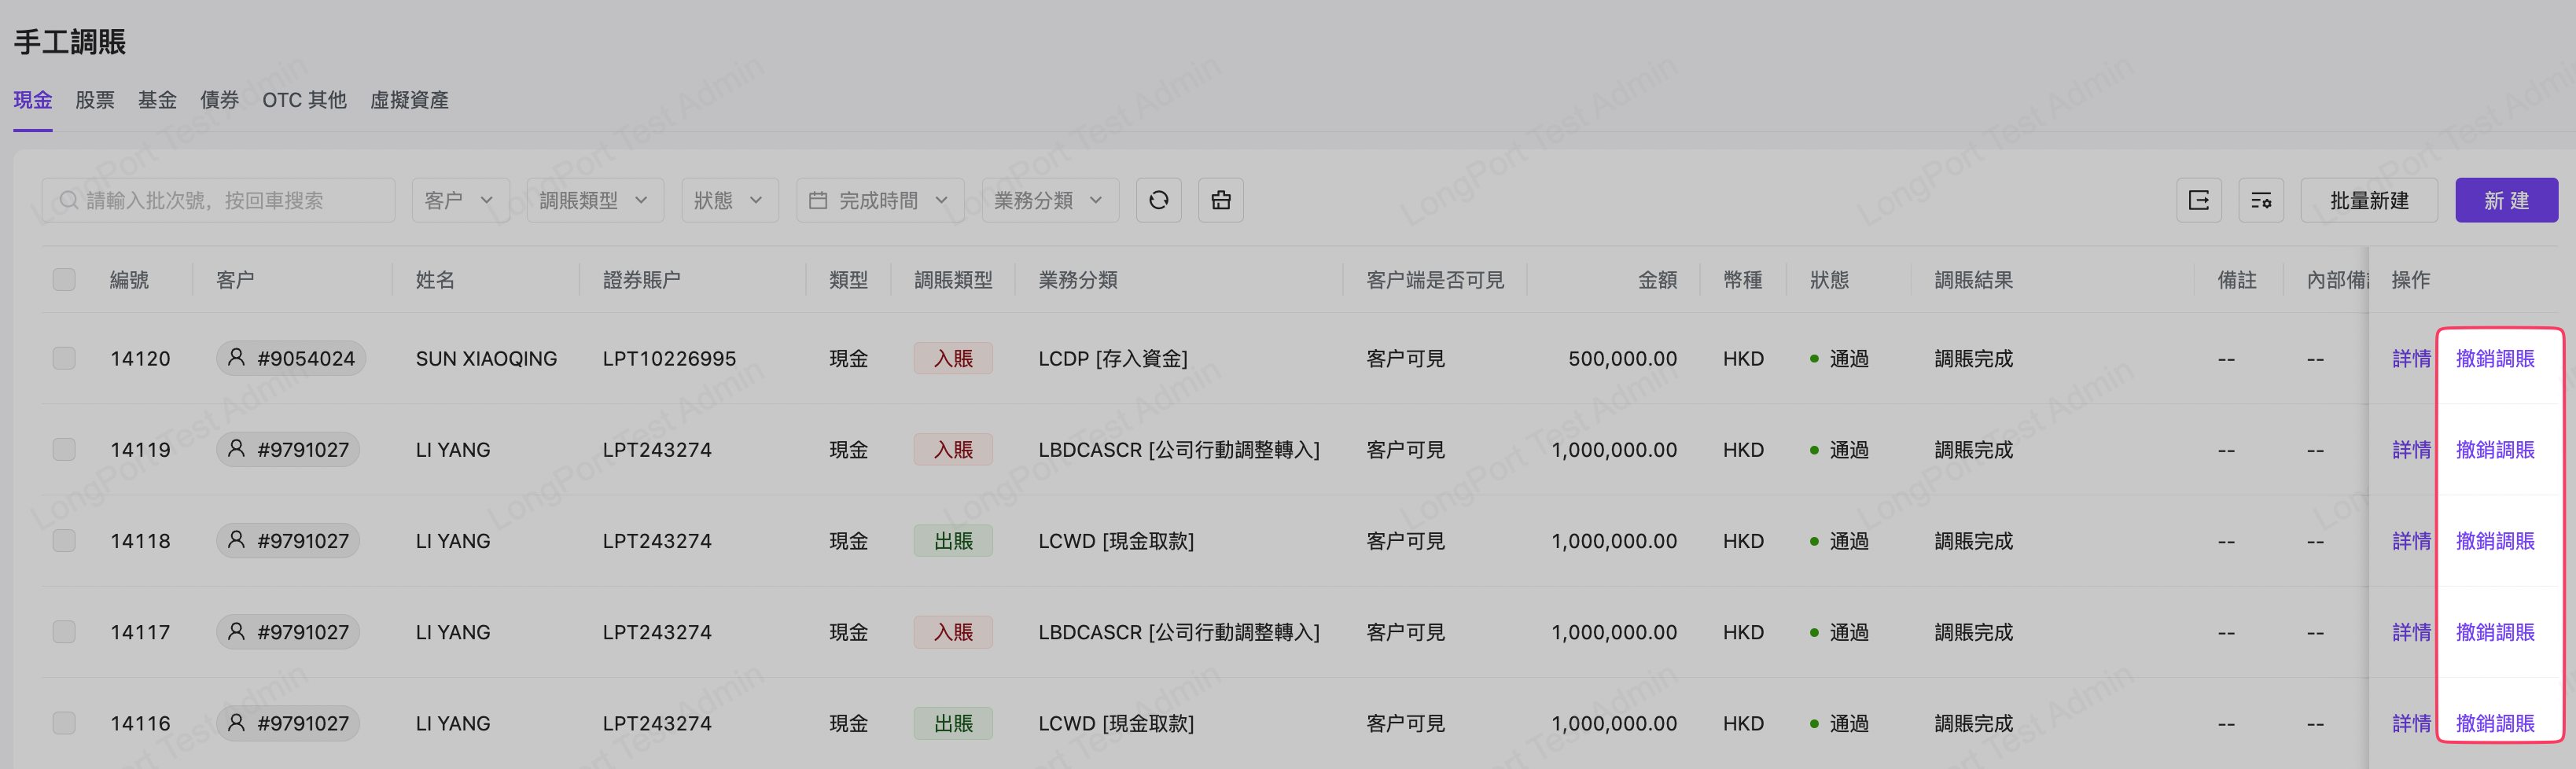 手工調賬
現金 股票 基金 債券 OTC 其他 虛擬資產
請輸入批次號，按回車搜索 客户 調賬類型 狀態 完成時間 業務分類 批量新建 新 建
編號 客户 姓名 證券賬户 類型 調賬類型 業務分類 客户端是否可見 金額 幣種 狀態 調賬結果 備註 內部備 操作
14120 #9054024 SUN XIAOQING LPT10226995 現金 入賬 LCDP [存入資金] 客户可見 500,000.00 HKD 通過 調賬完成 -- -- 詳情 撤銷調賬
14119 #9791027 LI YANG LPT243274 現金 入賬 LBDCASCR [公司行動調整轉入] 客户可見 1,000,000.00 HKD 通過 調賬完成 -- -- 詳情 撤銷調賬
14118 #9791027 LI YANG LPT243274 現金 出賬 LCWD [現金取款] 客户可見 1,000,000.00 HKD 通過 調賬完成 -- -- 詳情 撤銷調賬
14117 #9791027 LI YANG LPT243274 現金 入賬 LBDCASCR [公司行動調整轉入] 客户可見 1,000,000.00 HKD 通過 調賬完成 -- -- 詳情 撤銷調賬
14116 #9791027 LI YANG LPT243274 現金 出賬 LCWD [現金取款] 客户可見 1,000,000.00 HKD 通過 調賬完成 -- -- 詳情 撤銷調賬
LongPort Test Admin